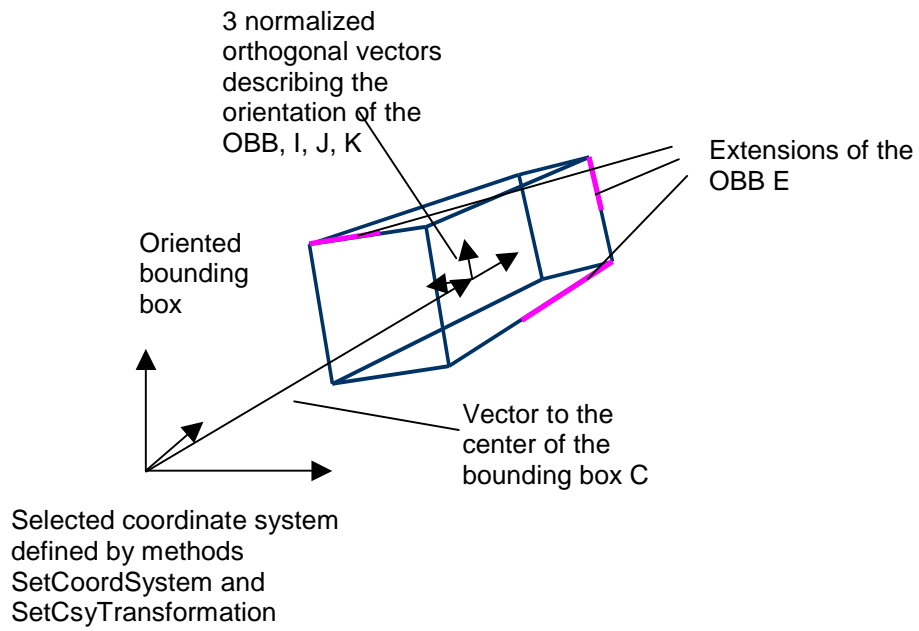 3 normalized
orthogonal vectors
describing the
orientation of the
OBB, I, J, K
Extensions of the
OBB E
Oriented
bounding
box
Vector to the
center of the
bounding box C
Selected coordinate system
defined by methods
SetCoordSystem and
SetCsyTransformation